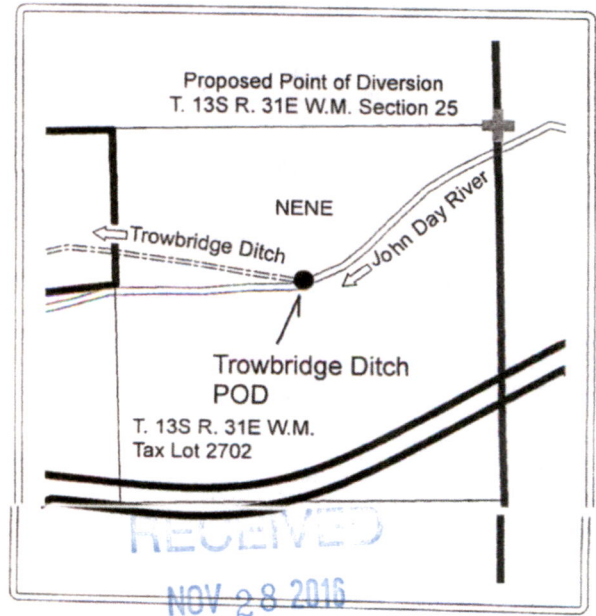 Proposed Point of Diversion
T. 13S R. 31E W.M. Section 25
NENE
John Day River
Trowbridge Ditch
Trowbridge Ditch
POD
T. 13S R. 31E W.M.
Tax Lot 2702
RECEIVED
NOV 28 2016